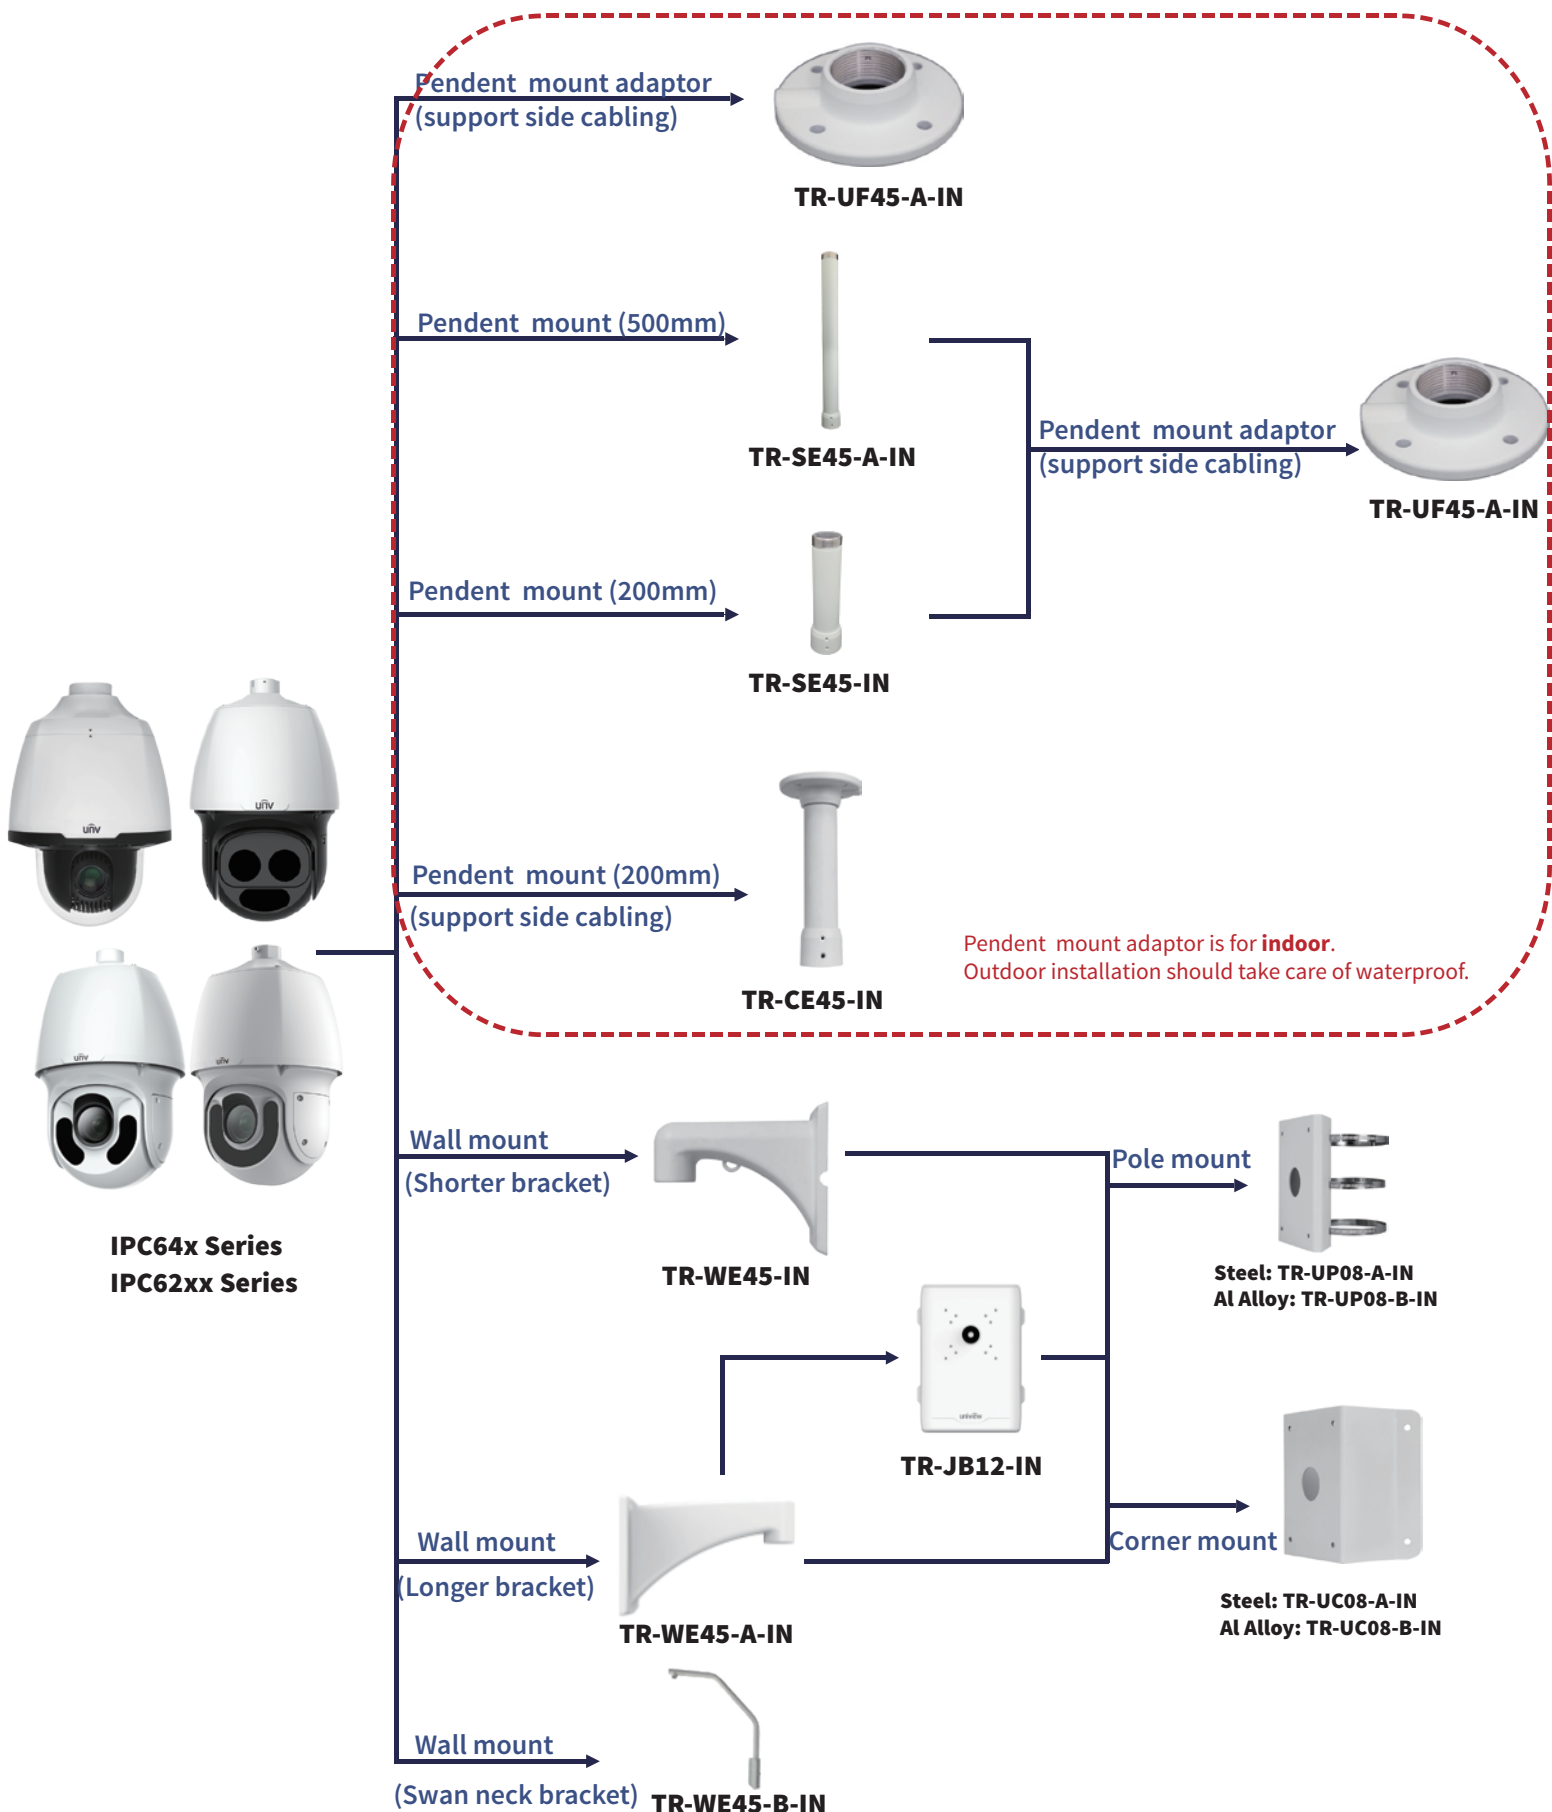 Pendent mount adaptor
(support side cabling)
TR-UF45-A-IN
Pendent mount (500mm)
TR-SE45-A-IN
Pendent mount adaptor
(support side cabling)
TR-UF45-A-IN
Pendent mount (200mm)
TR-SE45-IN
unv
unv
Pendent mount (200mm)
(support side cabling)
TR-CE45-IN
Pendent mount adaptor is for indoor.
Outdoor installation should take care of waterproof.
unv
unv
IPC64x Series
IPC62xx Series
Wall mount
(Shorter bracket)
TR-WE45-IN
Pole mount
Steel: TR-UP08-A-IN
Al Alloy: TR-UP08-B-IN
uniview
TR-JB12-IN
Wall mount
(Longer bracket)
TR-WE45-A-IN
Corner mount
Steel: TR-UC08-A-IN
Al Alloy: TR-UC08-B-IN
Wall mount
(Swan neck bracket)
TR-WE45-B-IN